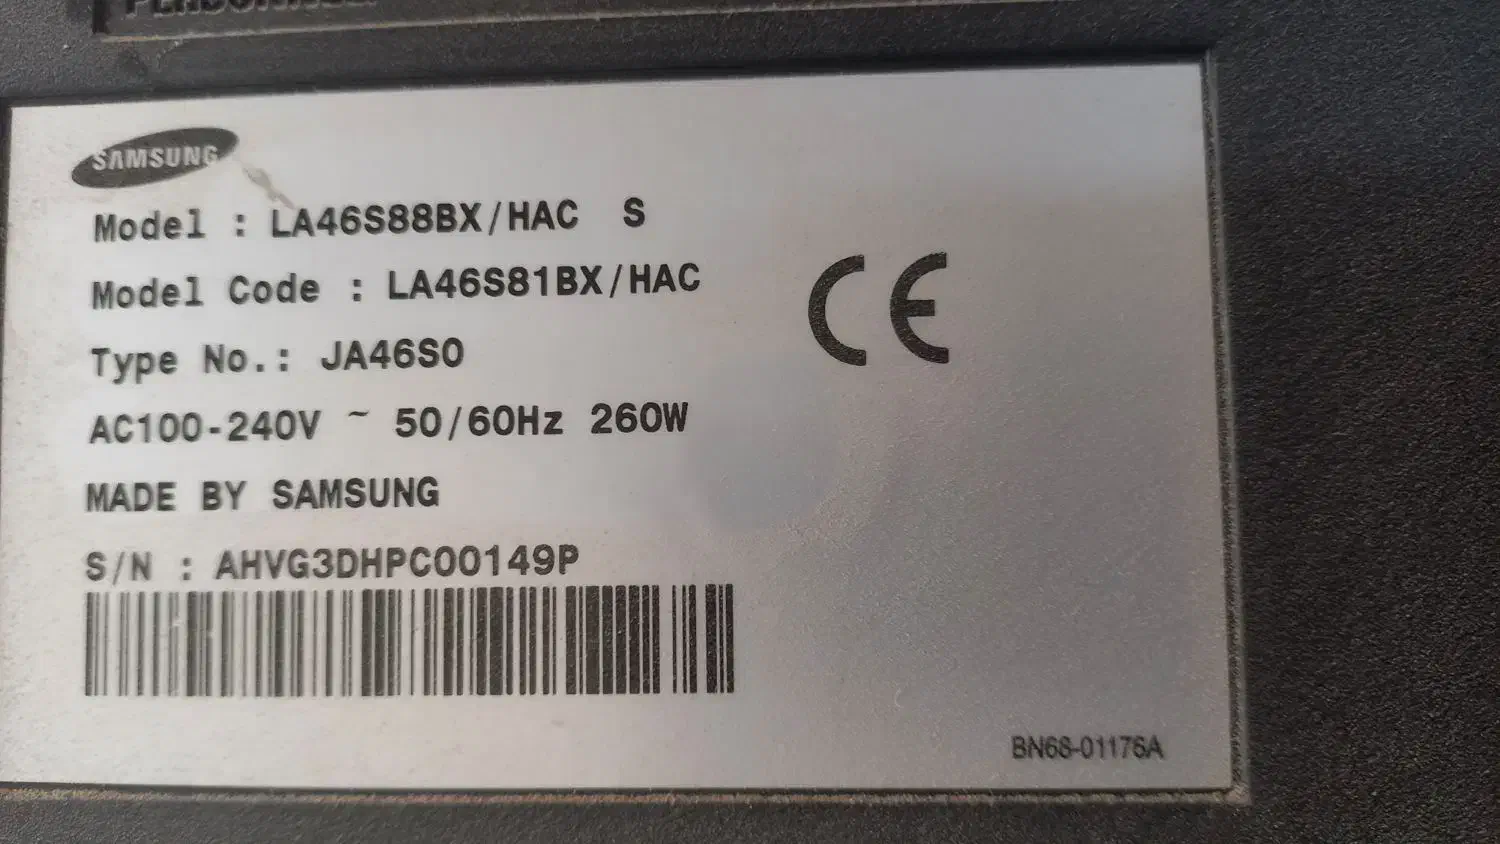 SAMSUNG
Model : LA46S88BX/HAC S
Model Code : LA46S81BX/HAC
Type No.: JA46S0
AC100-240V ~ 50/60Hz 260W
MADE BY SAMSUNG
S/N : AHVG3DHPC00149P
CE
BN68-01176A